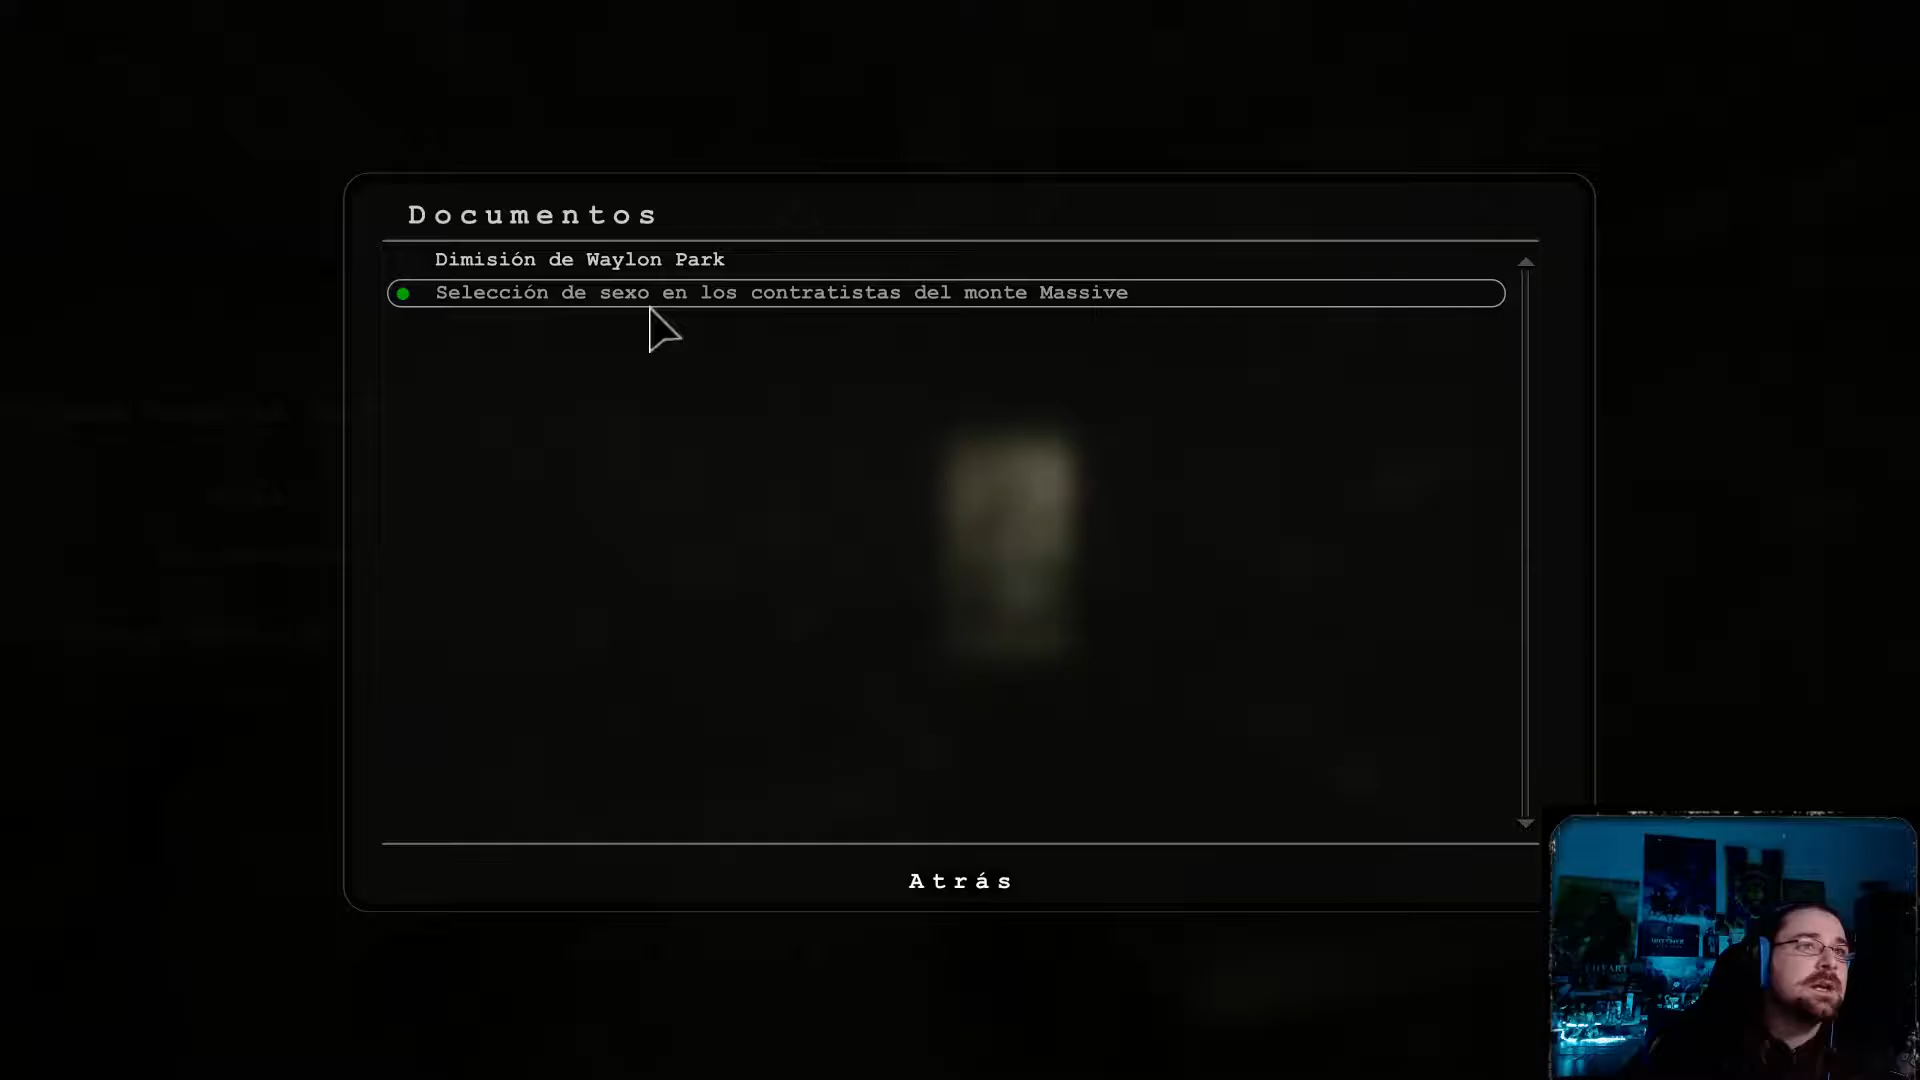 Documentos
Dimisión de Waylon Park
Selección de sexo en los contratistas del monte Massive
Atrás